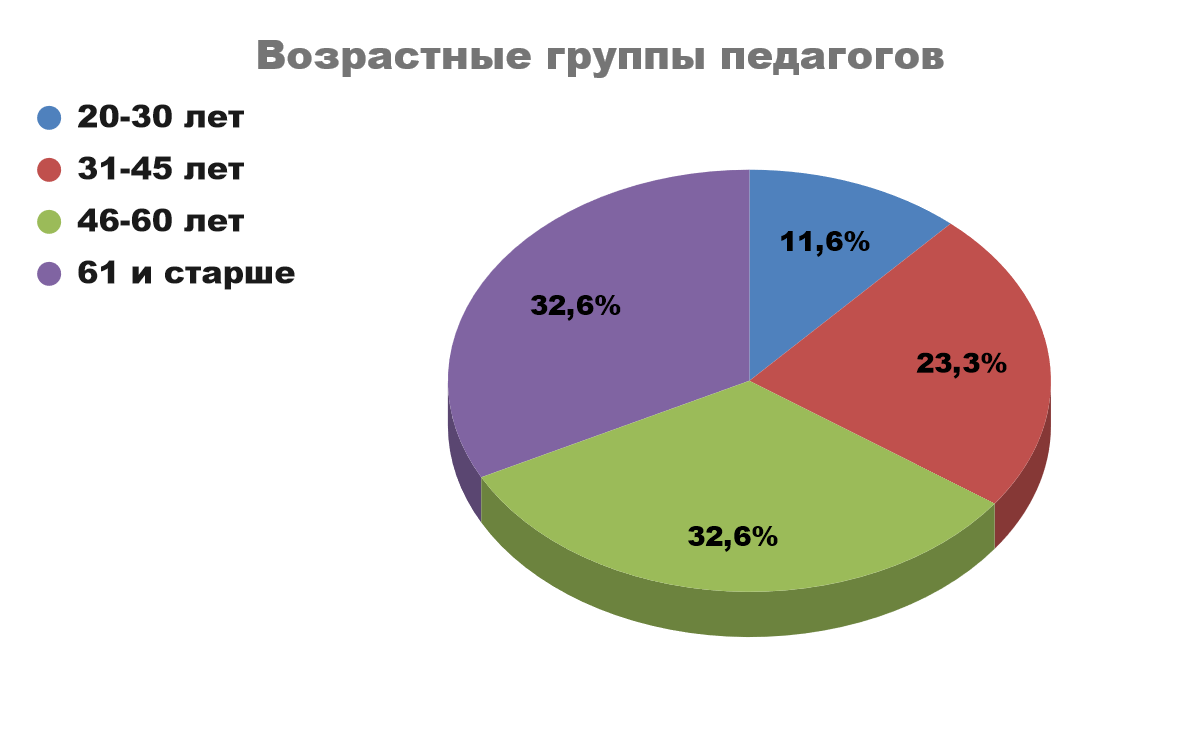 Возрастные группы педагогов
20-30 лет
31-45 лет
46-60 лет
61 и старше
11,6%
32,6%
23,3%
32,6%